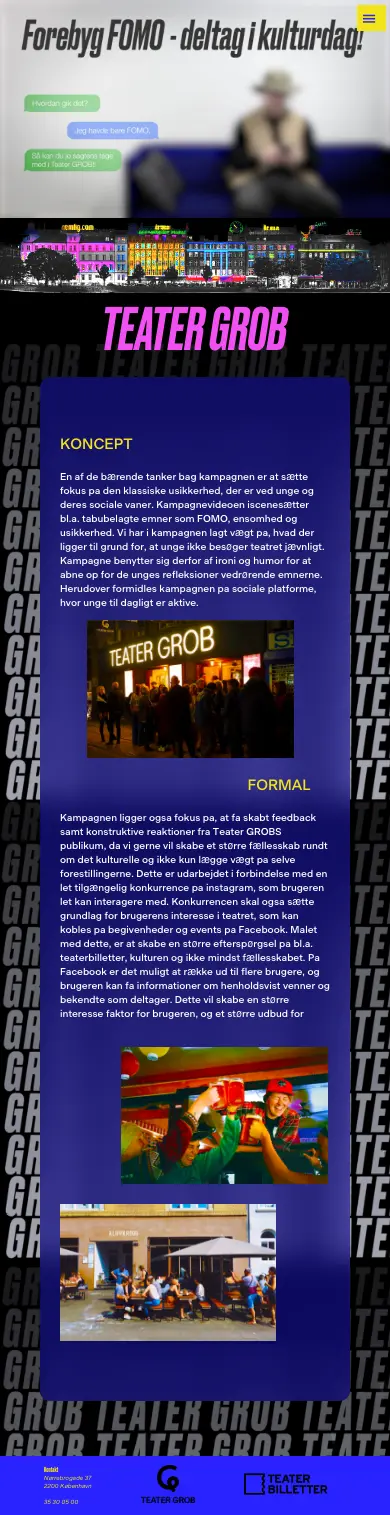 Forebyg FOMO - deltag i kulturdag!
Hvordan går det?
Jeg havde bare FOMO.
Så kan du jo sagtens tage
med i Teater GROB!
irma
Irma
TEATER GROB
KONCEPT
En af de bærende tanker bag kampagnen er at sætte
fokus pa den klassiske usikkerhed, der er ved unge og
deres sociale vaner. Kampagnevideoen iscenesætter
bl.a. tabubelagte emner som FOMO, ensomhed og
usikkerhed. Vi har i kampagnen lagt vægt pa, hvad der
ligger til grund for, at unge ikke besøger teatret jævnligt.
Kampagne benytter sig derfor af ironi og humor for at
abne op for de unges refleksioner vedrørende emnerne.
Herudover formidles kampagnen pa sociale platforme,
hvor unge til dagligt er aktive.
TEATER GROB
FORMAL
Kampagnen ligger ogsa fokus pa, at fa skabt feedback
samt konstruktive reaktioner fra Teater GROBS
publikum, da vi gerne vil skabe et større fællesskab rundt
om det kulturelle og ikke kun lægge vægt pa selve
forestillingerne. Dette er udarbejdet i forbindelse med en
let tilgængelig konkurrence pa instagram, som brugeren
let kan interagere med. Konkurrencen skal ogsa sætte
grundlag for brugerens interesse i teatret, som kan
kobles pa begivenheder og events pa Facebook. Malet
med dette, er at skabe en større efterspørgsel pa bl.a.
teaterbilletter, kulturen og ikke mindst fællesskabet. Pa
Facebook er det muligt at række ud til flere brugere, og
brugeren kan fa informationer om henholdsvist venner og
bekendte som deltager. Dette vil skabe en større
interesse faktor for brugeren, og et større udbud for
GROB TEATER GROB TEATER
Kontakt
Nørrebrogade 37
2200 København
35 30 05 00
TEATER GROB
TEATER
BILLETTER